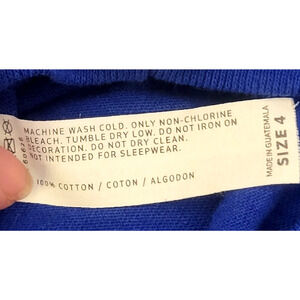 MACHINE WASH COLD. ONLY NON-CHLORINE
BLEACH. TUMBLE DRY LOW. DO NOT IRON ON
DECORATION. DO NOT DRY CLEAN.
NOT INTENDED FOR SLEEPWEAR.
100% COTTON / COTON / ALGODON
MADE IN GUATEMALA
SIZE 4